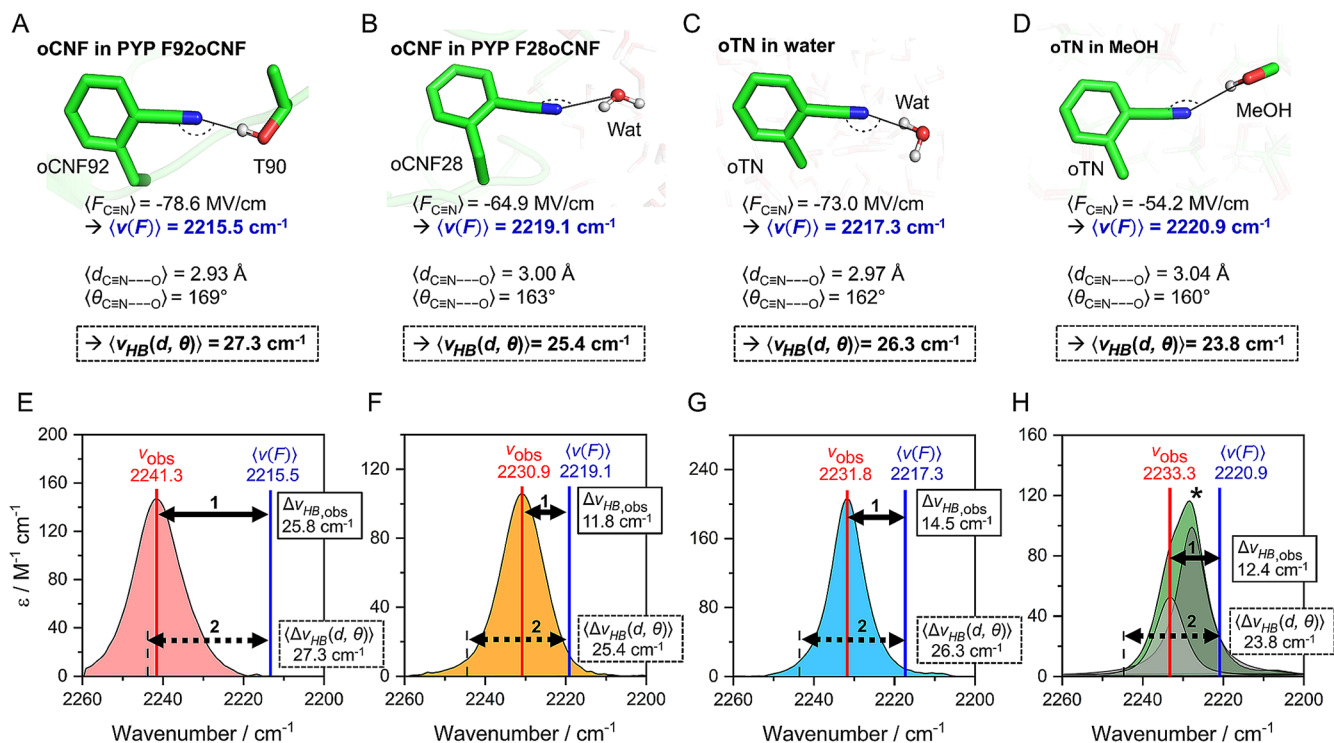 A
oCNF in PYP F92oCNF
oCNF92
T90
⟨F_C≡N⟩ = -78.6 MV/cm
→ ⟨ν(F)⟩ = 2215.5 cm⁻¹
⟨d_C≡N---O⟩ = 2.93 Å
⟨θ_C≡N---O⟩ = 169°
→ ⟨ν_HB(d, θ)⟩ = 27.3 cm⁻¹
B
oCNF in PYP F28oCNF
Wat
oCNF28
⟨F_C≡N⟩ = -64.9 MV/cm
→ ⟨ν(F)⟩ = 2219.1 cm⁻¹
⟨d_C≡N---O⟩ = 3.00 Å
⟨θ_C≡N---O⟩ = 163°
→ ⟨ν_HB(d, θ)⟩ = 25.4 cm⁻¹
C
oTN in water
Wat
oTN
⟨F_C≡N⟩ = -73.0 MV/cm
→ ⟨ν(F)⟩ = 2217.3 cm⁻¹
⟨d_C≡N---O⟩ = 2.97 Å
⟨θ_C≡N---O⟩ = 162°
→ ⟨ν_HB(d, θ)⟩= 26.3 cm⁻¹
D
oTN in MeOH
MeOH
oTN
⟨F_C≡N⟩ = -54.2 MV/cm
→ ⟨ν(F)⟩ = 2220.9 cm⁻¹
⟨d_C≡N---O⟩ = 3.04 Å
⟨θ_C≡N---O⟩ = 160°
→ ⟨ν_HB(d, θ)⟩= 23.8 cm⁻¹
E
200
160
120
80
40
0
ε / M⁻¹ cm⁻¹
ν_obs
2241.3
⟨ν(F)⟩
2215.5
1
Δν_HB,obs
25.8 cm⁻¹
2
⟨Δν_HB(d, θ)⟩
27.3 cm⁻¹
2260 2240 2220 2200
Wavenumber / cm⁻¹
F
120
80
40
0
ν_obs
2230.9
⟨ν(F)⟩
2219.1
1
Δν_HB,obs
11.8 cm⁻¹
2
⟨Δν_HB(d, θ)⟩
25.4 cm⁻¹
2260 2240 2220 2200
Wavenumber / cm⁻¹
G
270
180
90
0
ν_obs
2231.8
⟨ν(F)⟩
2217.3
1
Δν_HB,obs
14.5 cm⁻¹
2
⟨Δν_HB(d, θ)⟩
26.3 cm⁻¹
2260 2240 2220 2200
Wavenumber / cm⁻¹
H
160
120
80
40
0
ν_obs
2233.3
⟨ν(F)⟩
2220.9
*
1
Δν_HB,obs
12.4 cm⁻¹
2
⟨Δν_HB(d, θ)⟩
23.8 cm⁻¹
2260 2240 2220 2200
Wavenumber / cm⁻¹